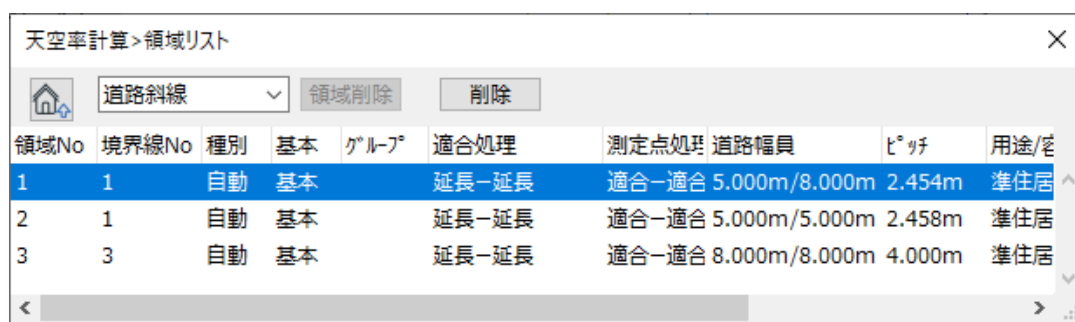 天空率計算>領域リスト
道路斜線 領域削除 削除
領域No 境界線No 種別 基本 ｸﾞﾙｰﾌﾟ 適合処理 測定点処理 道路幅員 ﾋﾟｯﾁ 用途/容
1 1 自動 基本 延長－延長 適合－適合 5.000m/8.000m 2.454m 準住居
2 1 自動 基本 延長－延長 適合－適合 5.000m/5.000m 2.458m 準住居
3 3 自動 基本 延長－延長 適合－適合 8.000m/8.000m 4.000m 準住居